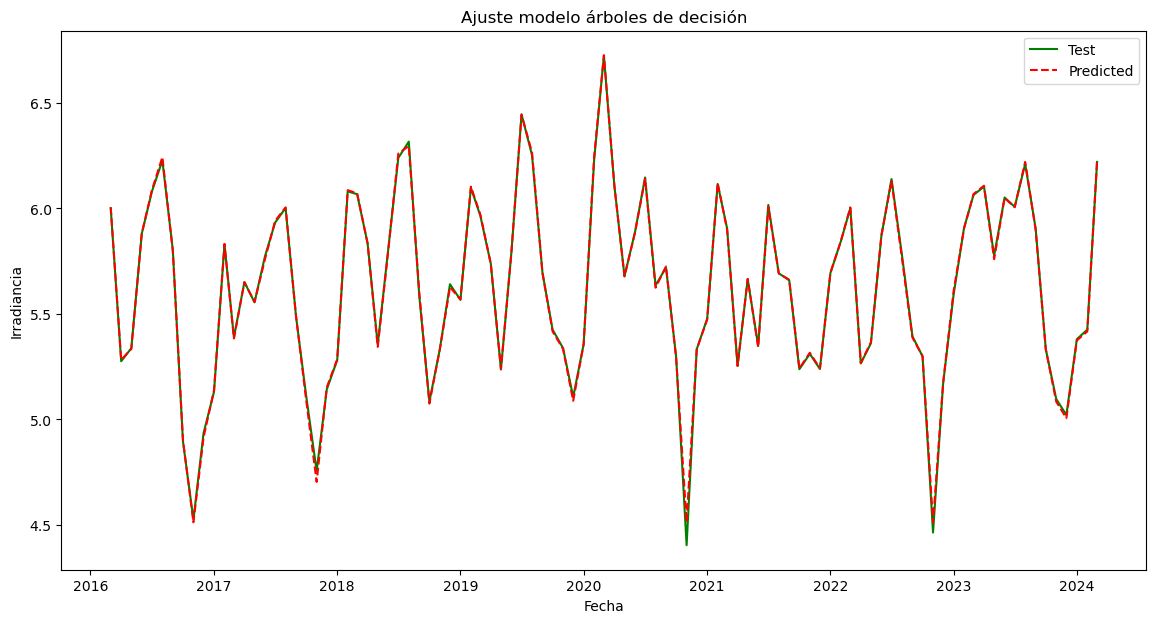 Ajuste modelo árboles de decisión
Test
Predicted
Irradiancia
6.5
6.0
5.5
5.0
4.5
2016 2017 2018 2019 2020 2021 2022 2023 2024
Fecha